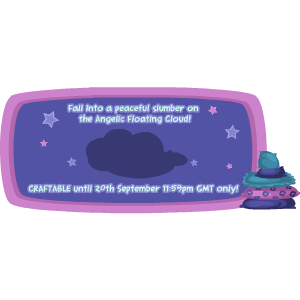 Fall into a peaceful slumber on
the Angelic Floating Cloud!
CRAFTABLE until 20th September 11:59pm GMT only!